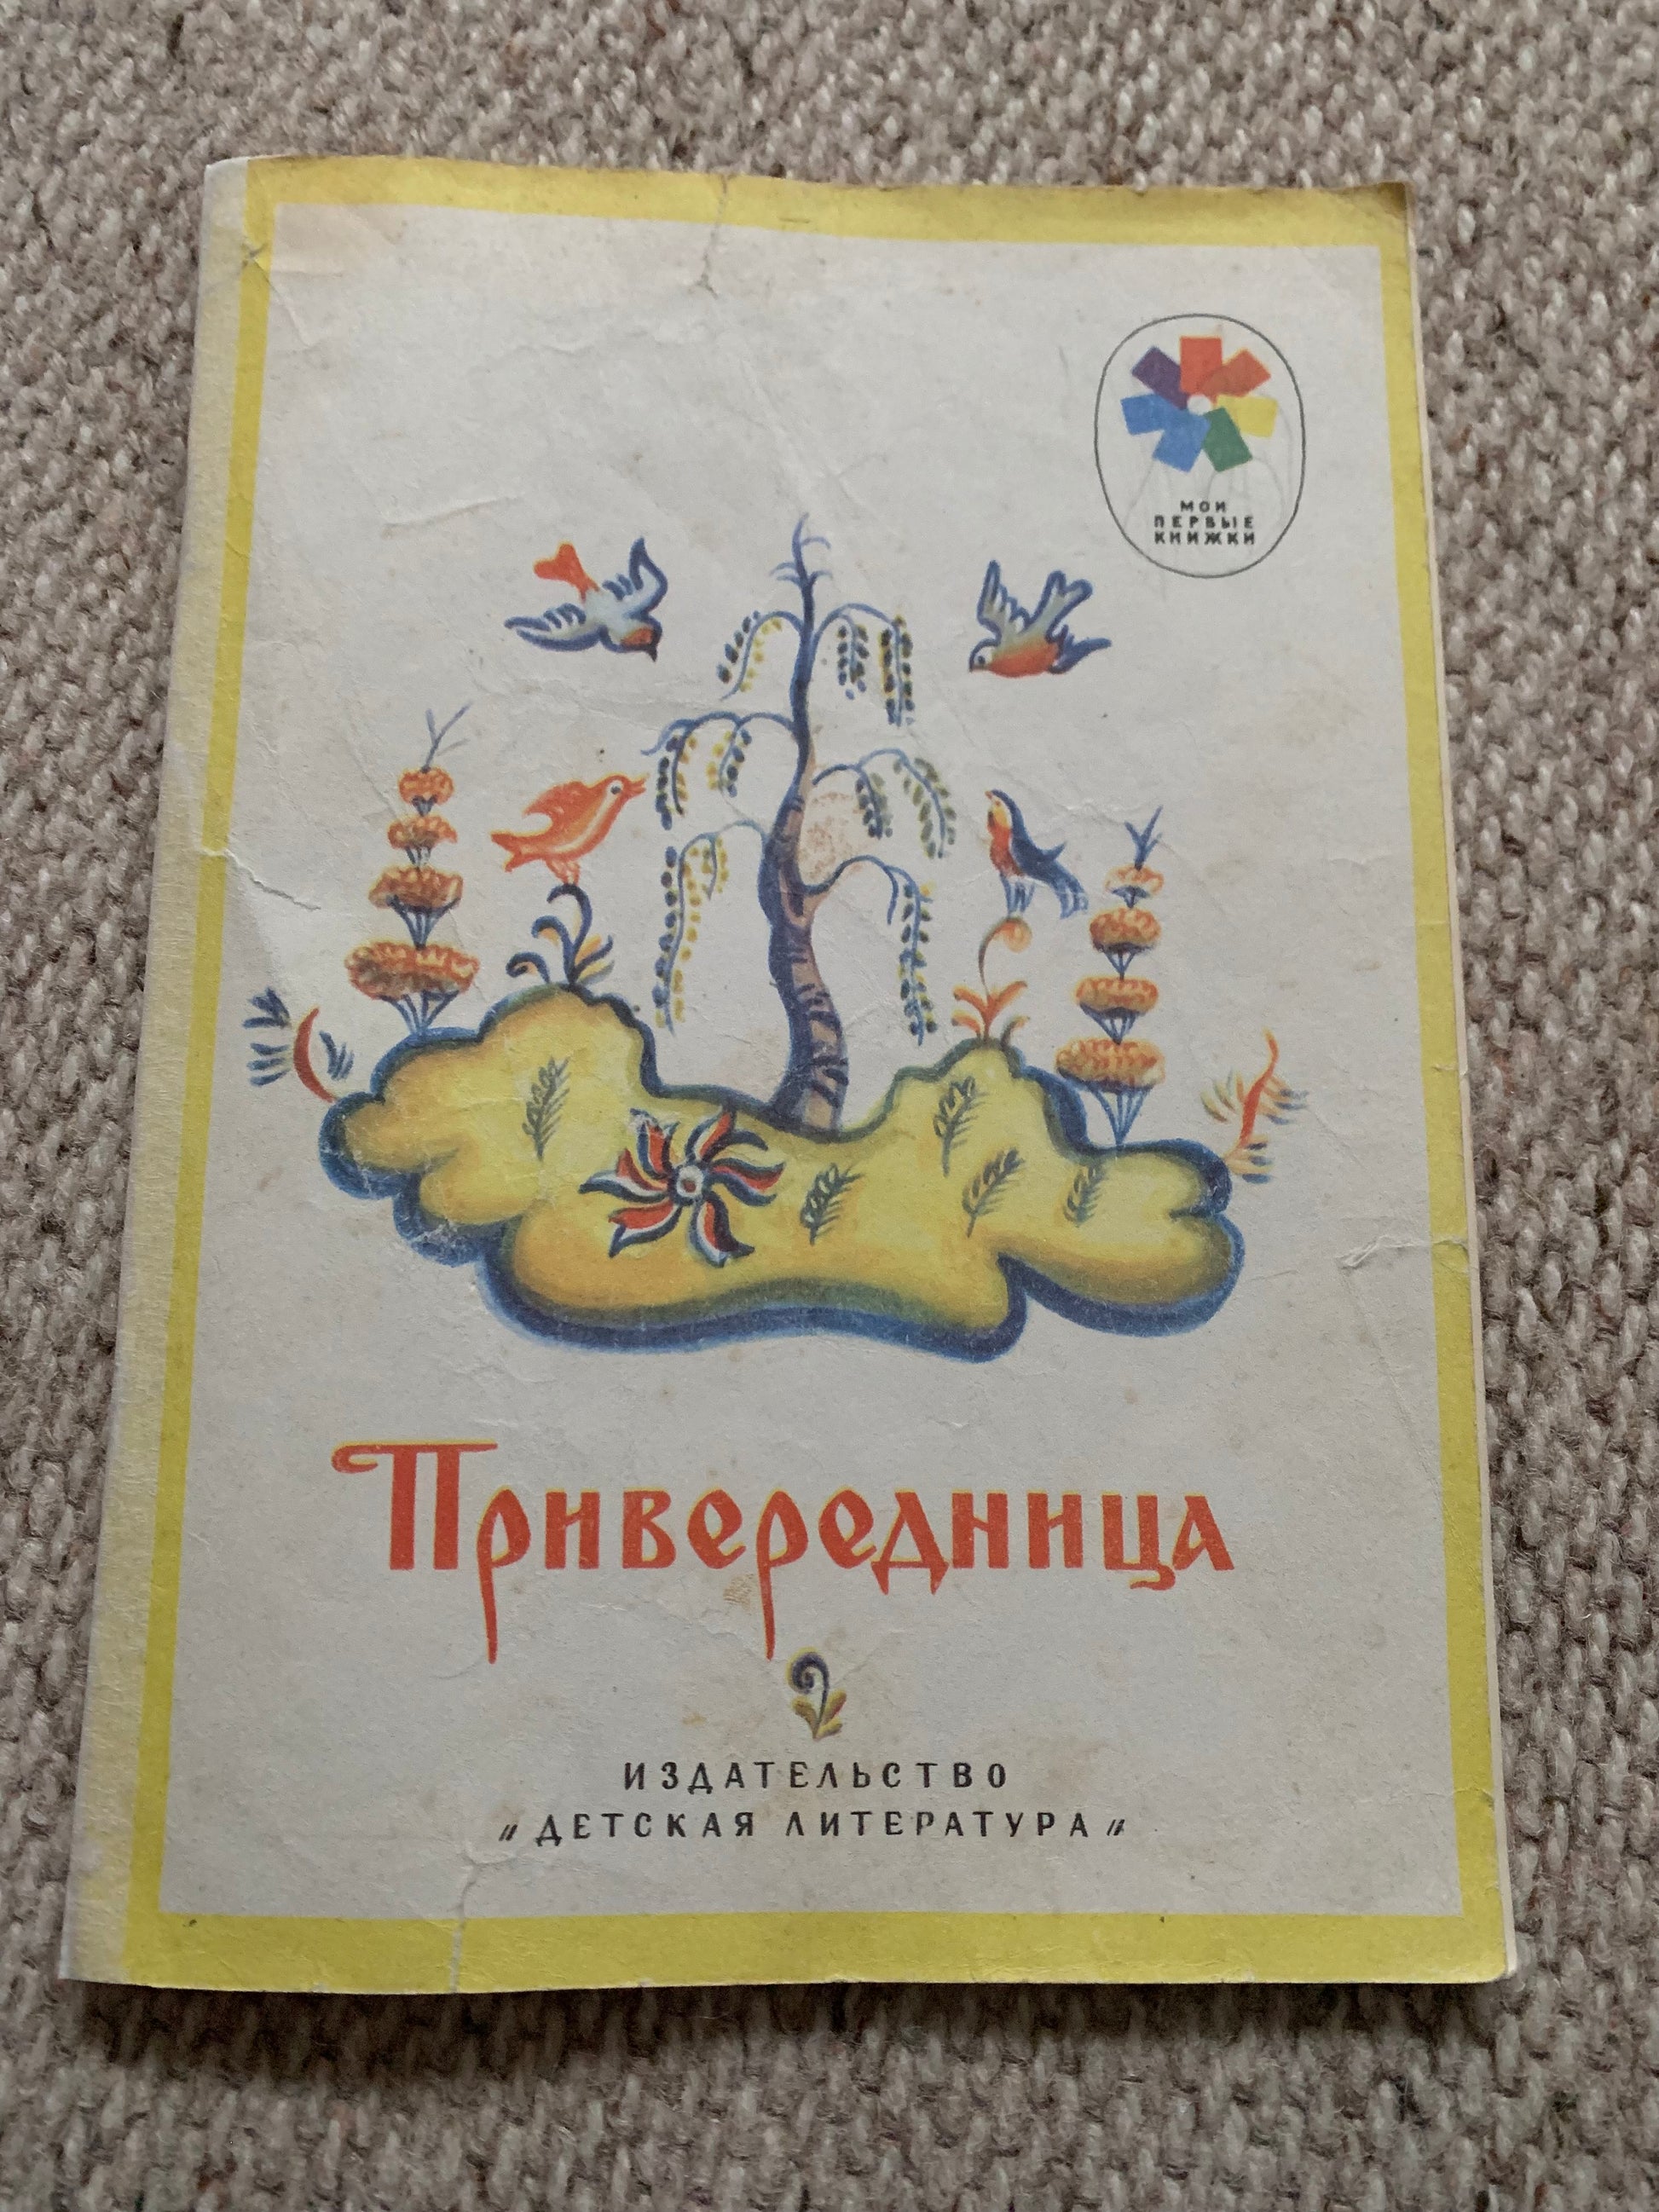 МОИ
ПЕРВЫЕ
КНИЖКИ
Привередница
ИЗДАТЕЛЬСТВО
„ДЕТСКАЯ ЛИТЕРАТУРА"